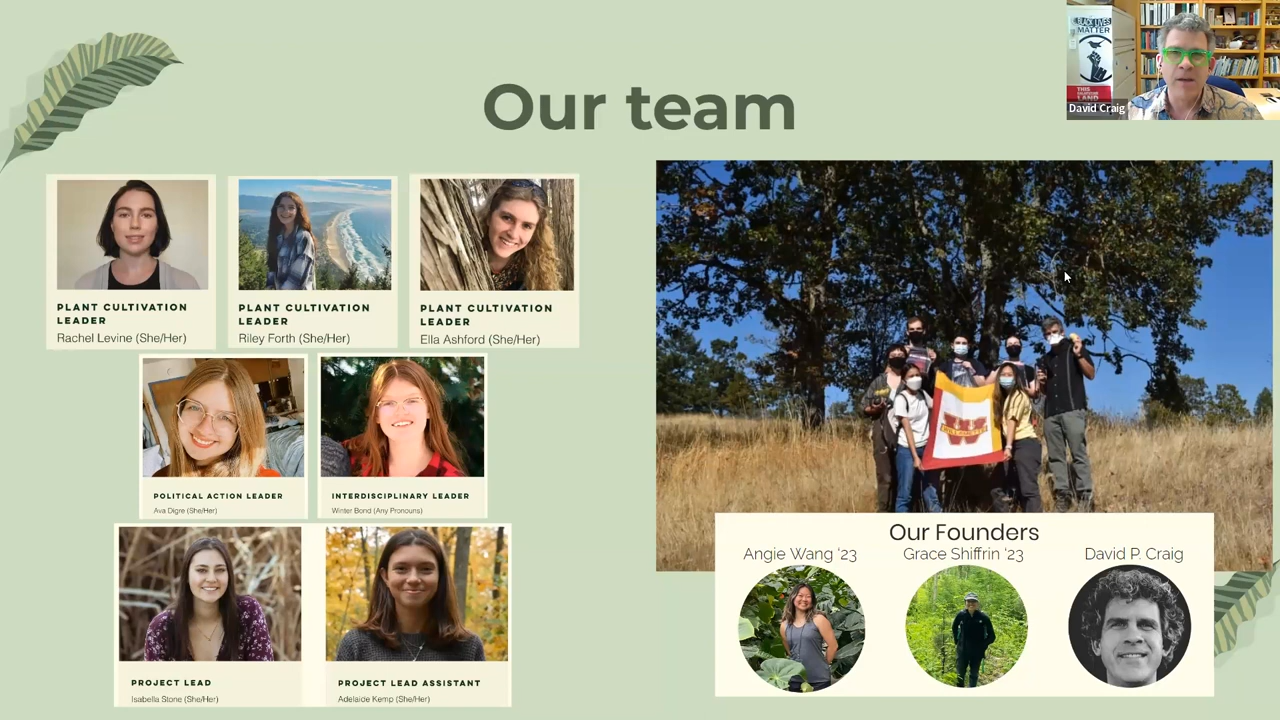 Our team
BLACK LIVES
MATTER
THIS
LAND
David Craig
PLANT CULTIVATION
LEADER
Rachel Levine (She/Her)
PLANT CULTIVATION
LEADER
Riley Forth (She/Her)
PLANT CULTIVATION
LEADER
Ella Ashford (She/Her)
POLITICAL ACTION LEADER
Ava Digre (She/Her)
INTERDISCIPLINARY LEADER
Winter Bond (Any Pronouns)
PROJECT LEAD
Isabella Stone (She/Her)
PROJECT LEAD ASSISTANT
Adelaide Kemp (She/Her)
W
Our Founders
Angie Wang '23
Grace Shiffrin '23
David P. Craig